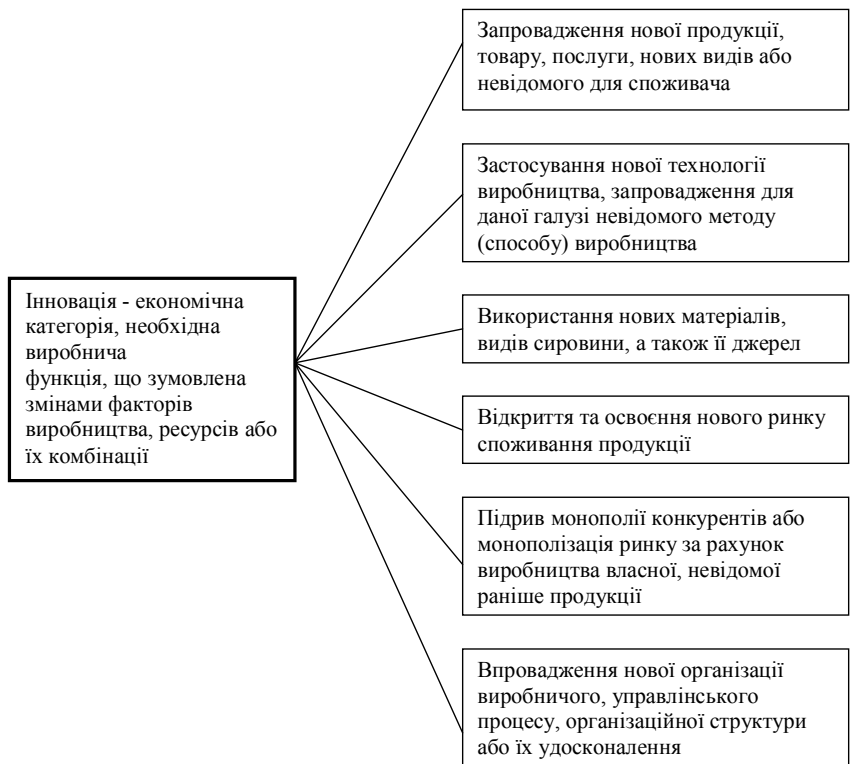 Інновація - економічна
категорія, необхідна
виробнича
функція, що зумовлена
змінами факторів
виробництва, ресурсів або
їх комбінації
Запровадження нової продукції,
товару, послуги, нових видів або
невідомого для споживача
Застосування нової технології
виробництва, запровадження для
даної галузі невідомого методу
(способу) виробництва
Використання нових матеріалів,
видів сировини, а також її джерел
Відкриття та освоєння нового ринку
споживання продукції
Підрив монополії конкурентів або
монополізація ринку за рахунок
виробництва власної, невідомої
раніше продукції
Впровадження нової організації
виробничого, управлінського
процесу, організаційної структури
або їх удосконалення